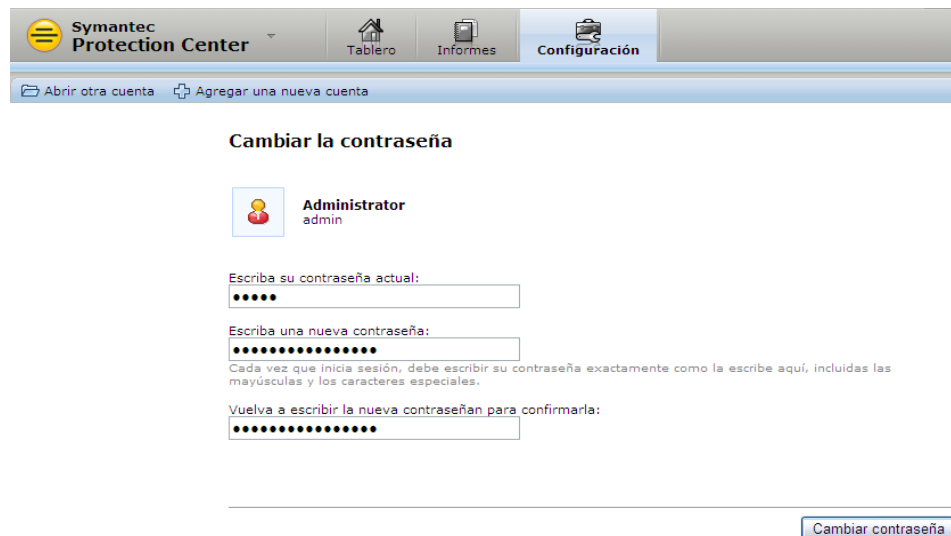 Symantec
Protection Center
Tablero
Informes
Configuración
Abrir otra cuenta
Agregar una nueva cuenta
Cambiar la contraseña
Administrator
admin
Escriba su contraseña actual:
•••••
Escriba una nueva contraseña:
••••••••••••••••
Cada vez que inicia sesión, debe escribir su contraseña exactamente como la escribe aquí, incluidas las
mayúsculas y los caracteres especiales.
Vuelva a escribir la nueva contraseñan para confirmarla:
••••••••••••••••
Cambiar contraseña